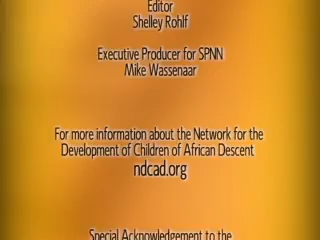 Editor
Shelley Rohlf
Executive Producer for SPNN
Mike Wassenaar
For more information about the Network for the
Development of Children of African Descent
ndcad.org
Special Acknowledgement to the